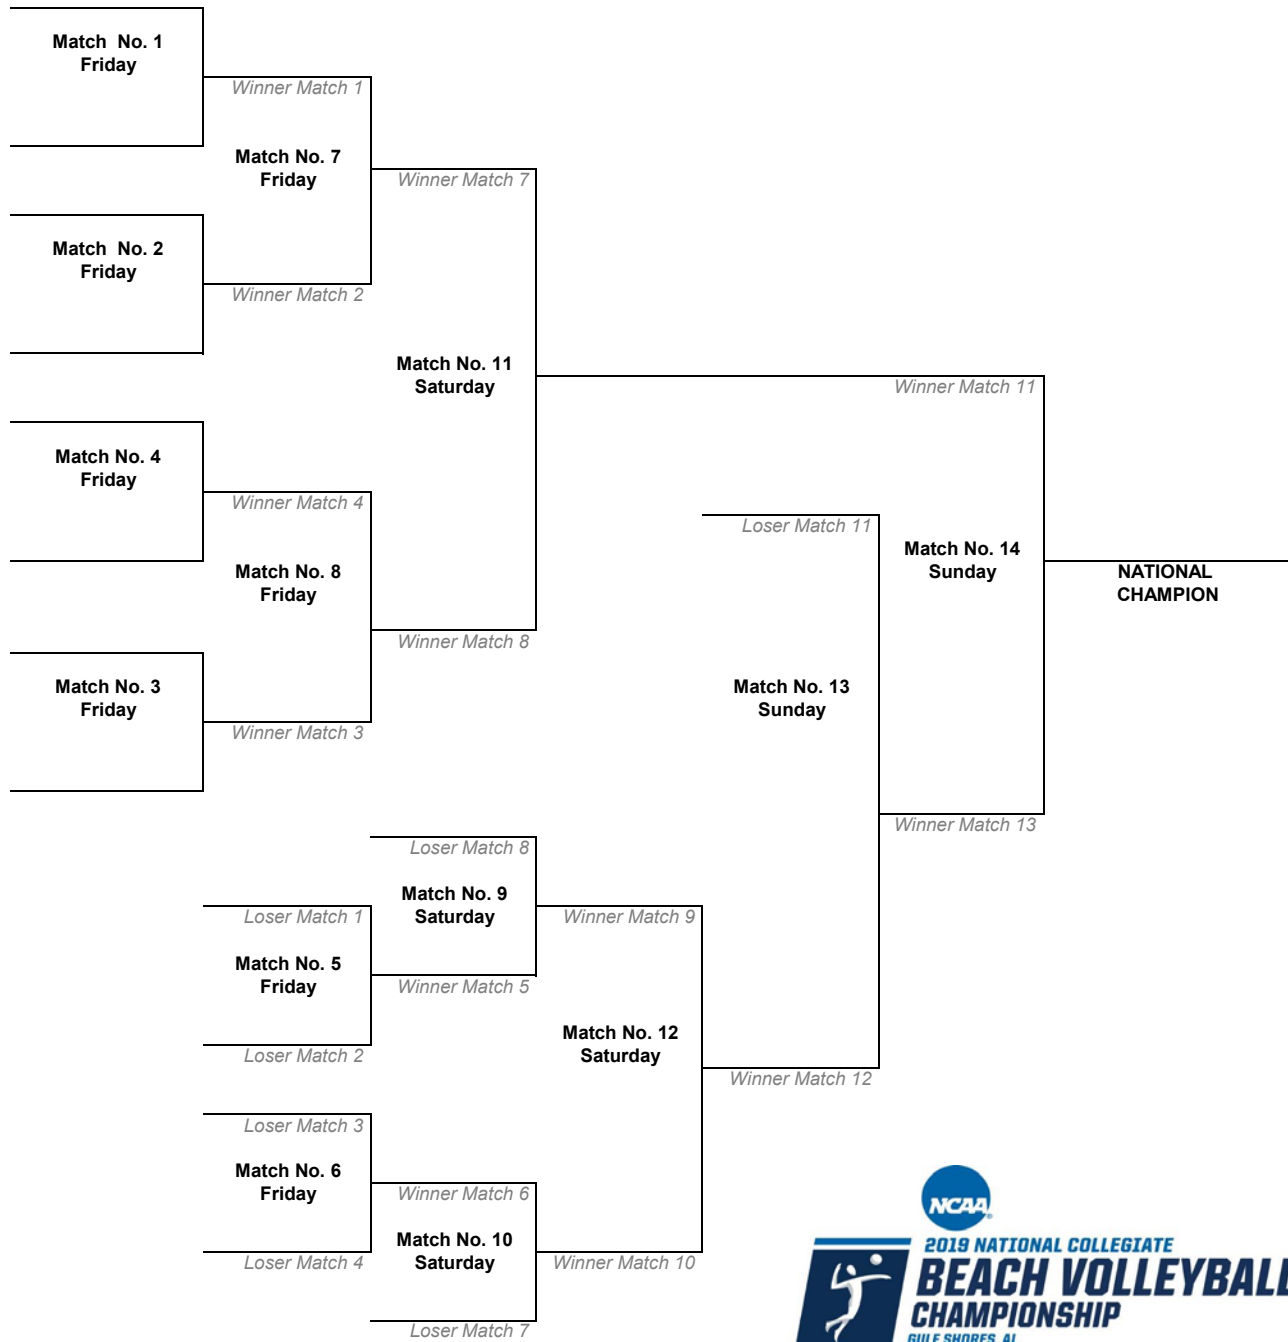 Match No. 1
Friday
Winner Match 1
Match No. 7
Friday
Winner Match 7
Match No. 2
Friday
Winner Match 2
Match No. 11
Saturday
Winner Match 11
Match No. 4
Friday
Winner Match 4
Loser Match 11
Match No. 14
Sunday
Match No. 8
Friday
NATIONAL
CHAMPION
Winner Match 8
Match No. 3
Friday
Match No. 13
Sunday
Winner Match 3
Winner Match 13
Loser Match 8
Match No. 9
Saturday
Loser Match 1
Winner Match 9
Match No. 5
Friday
Winner Match 5
Match No. 12
Saturday
Loser Match 2
Winner Match 12
Loser Match 3
Match No. 6
Friday
Winner Match 6
Match No. 10
Saturday
Loser Match 4
Winner Match 10
Loser Match 7
NCAA
2019 NATIONAL COLLEGIATE
BEACH VOLLEYBALL
CHAMPIONSHIP
GULF SHORES, AL